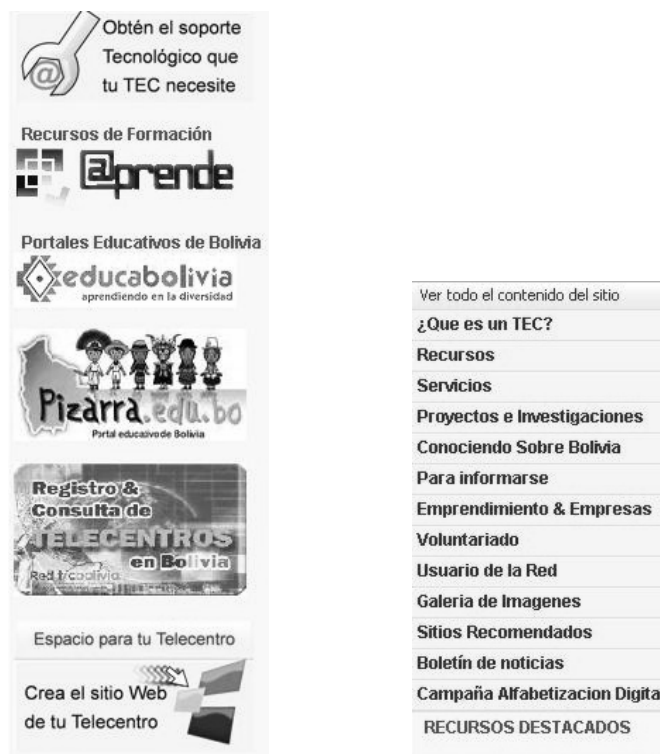 Obtén el soporte
Tecnológico que
tu TEC necesite
Recursos de Formación
@prende
Portales Educativos de Bolivia
educabolivia
aprendiendo en la diversidad
Pizarra.edu.bo
Portal educativo de Bolivia
Registro &
Consulta de
TELECENTROS
en Bolivia
Espacio para tu Telecentro
Crea el sitio Web
de tu Telecentro
Ver todo el contenido del sitio
¿Que es un TEC?
Recursos
Servicios
Proyectos e Investigaciones
Conociendo Sobre Bolivia
Para informarse
Emprendimiento & Empresas
Voluntariado
Usuario de la Red
Galeria de Imagenes
Sitios Recomendados
Boletín de noticias
Campaña Alfabetizacion Digita
RECURSOS DESTACADOS